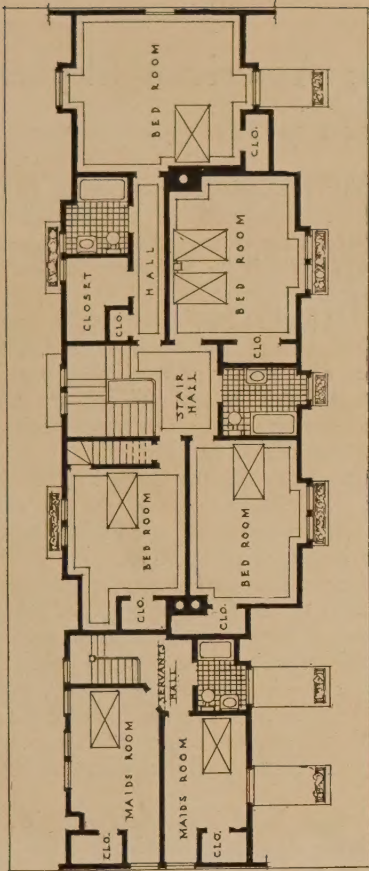 BED ROOM
CLO.
CLOSET
CLO.
HALL
BED ROOM
CLO.
STAIR
HALL
BED ROOM
CLO.
BED ROOM
CLO.
SERVANTS
HALL
MAIDS ROOM
CLO.
MAIDS ROOM
CLO.